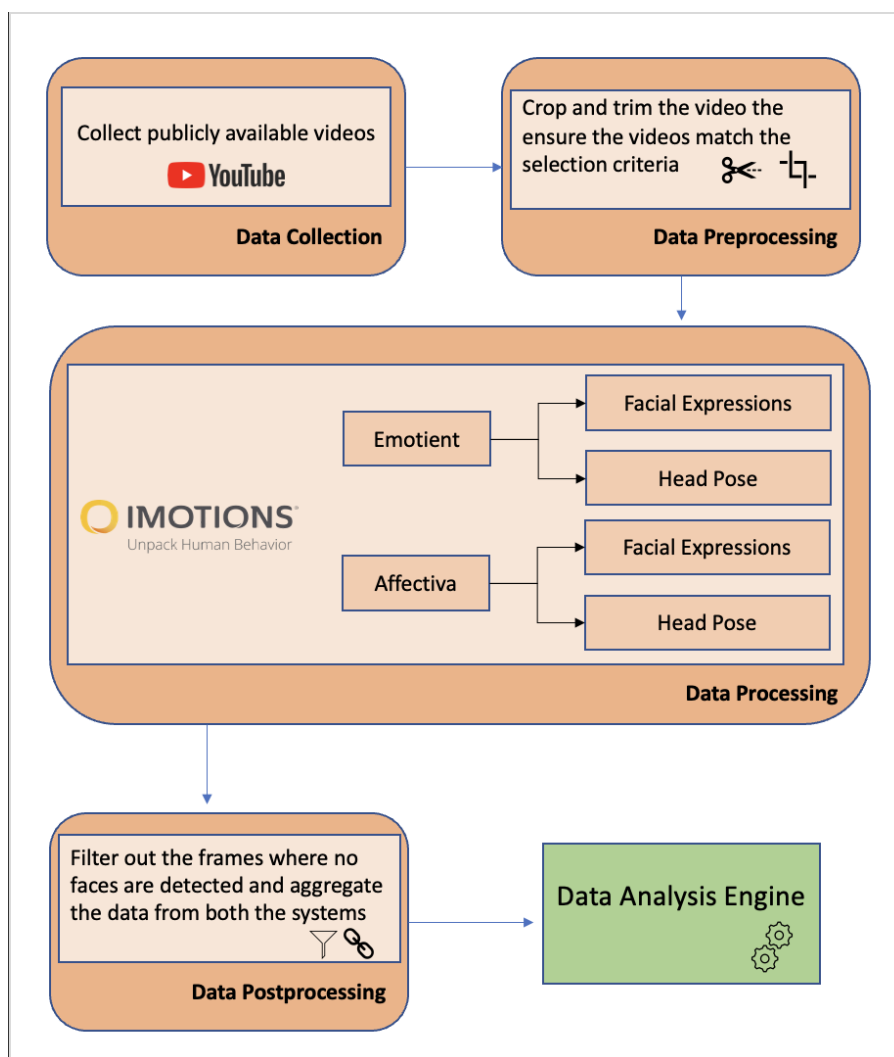 Collect publicly available videos
YouTube
Data Collection
Crop and trim the video the
ensure the videos match the
selection criteria
Data Preprocessing
IMOTIONS®
Unpack Human Behavior
Emotient
Facial Expressions
Head Pose
Affectiva
Facial Expressions
Head Pose
Data Processing
Filter out the frames where no
faces are detected and aggregate
the data from both the systems
Data Postprocessing
Data Analysis Engine